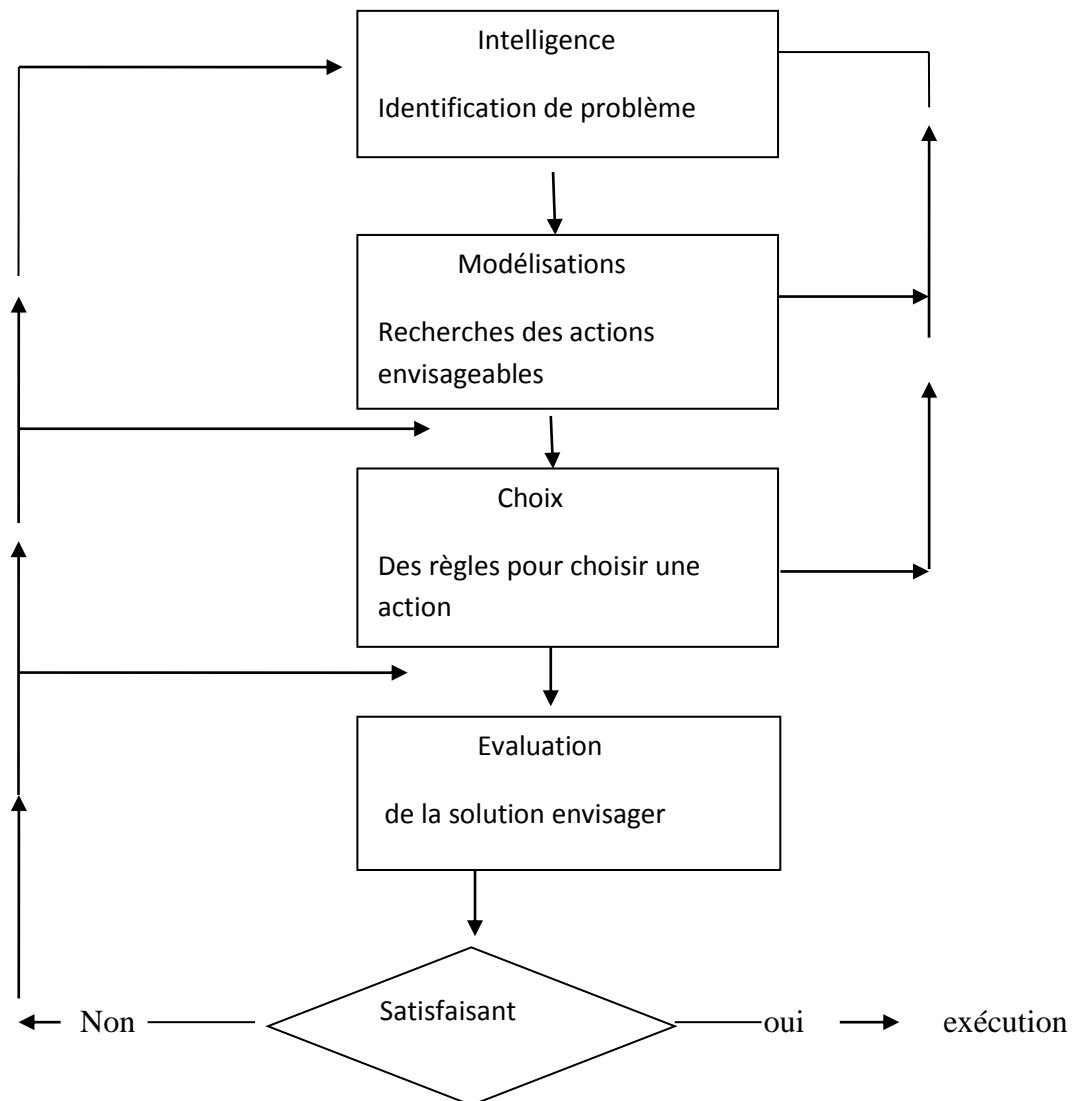 Intelligence
Identification de problème
Modélisations
Recherches des actions
envisageables
Choix
Des règles pour choisir une
action
Evaluation
de la solution envisager
Satisfaisant
Non
oui
exécution